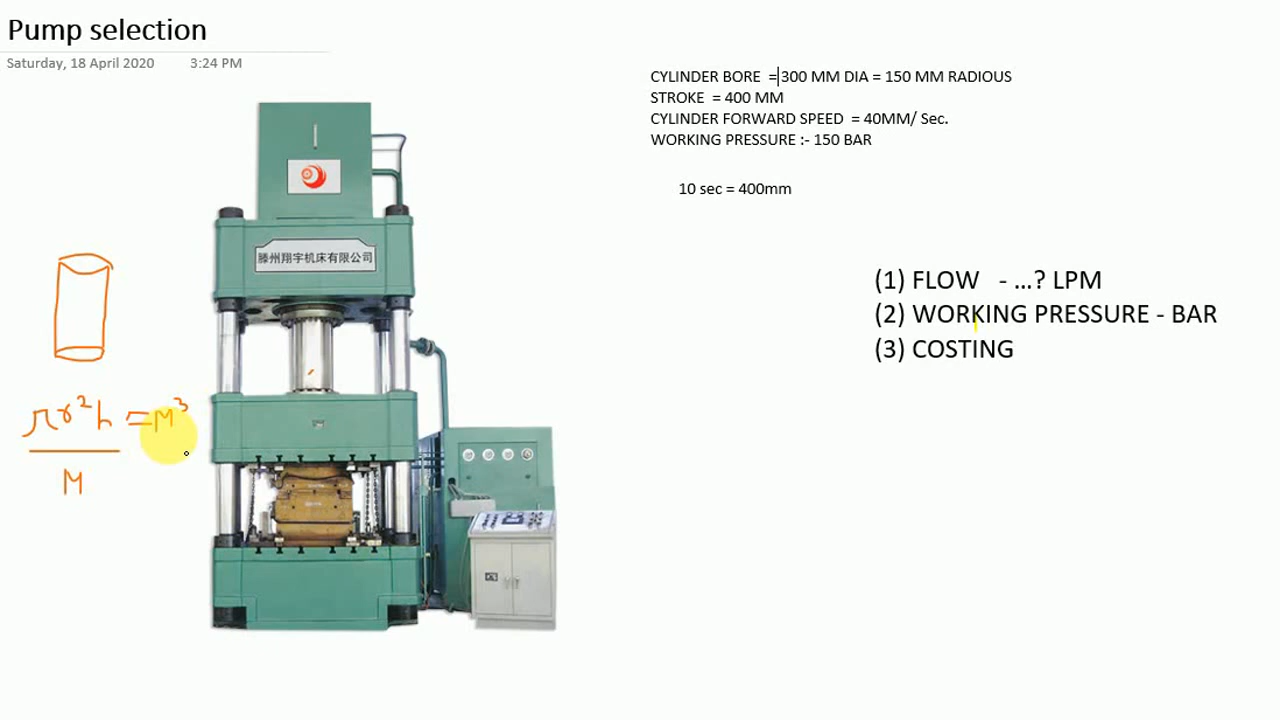 Pump selection
Saturday, 18 April 2020 3:24 PM
CYLINDER BORE = 300 MM DIA = 150 MM RADIOUS
STROKE = 400 MM
CYLINDER FORWARD SPEED = 40MM/ Sec.
WORKING PRESSURE :- 150 BAR
10 sec = 400mm
滕州翔宇机床有限公司
(1) FLOW - ...? LPM
(2) WORKING PRESSURE - BAR
(3) COSTING
πr²h = M³
M